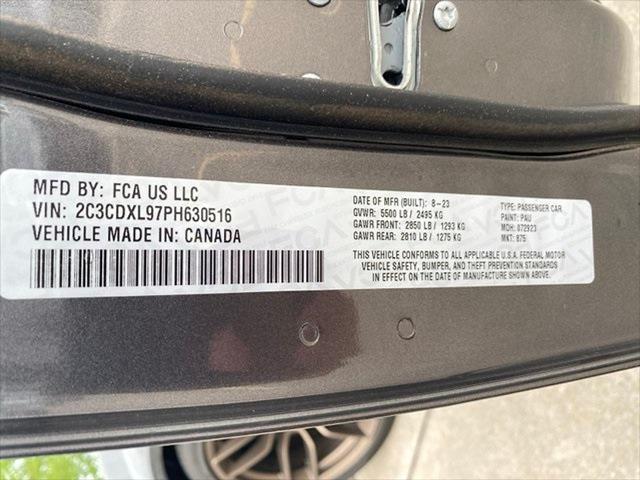 MFD BY: FCA US LLC
VIN: 2C3CDXL97PH630516
VEHICLE MADE IN: CANADA
DATE OF MFR (BUILT): 8-23
GVWR: 5500 LB / 2495 KG
GAWR FRONT: 2850 LB / 1293 KG
GAWR REAR: 2810 LB / 1275 KG
TYPE: PASSENGER CAR
PAINT: PAU
MDH: 072923
MKT: 875
THIS VEHICLE CONFORMS TO ALL APPLICABLE U.S.A. FEDERAL MOTOR
VEHICLE SAFETY, BUMPER, AND THEFT PREVENTION STANDARDS
IN EFFECT ON THE DATE OF MANUFACTURE SHOWN ABOVE.